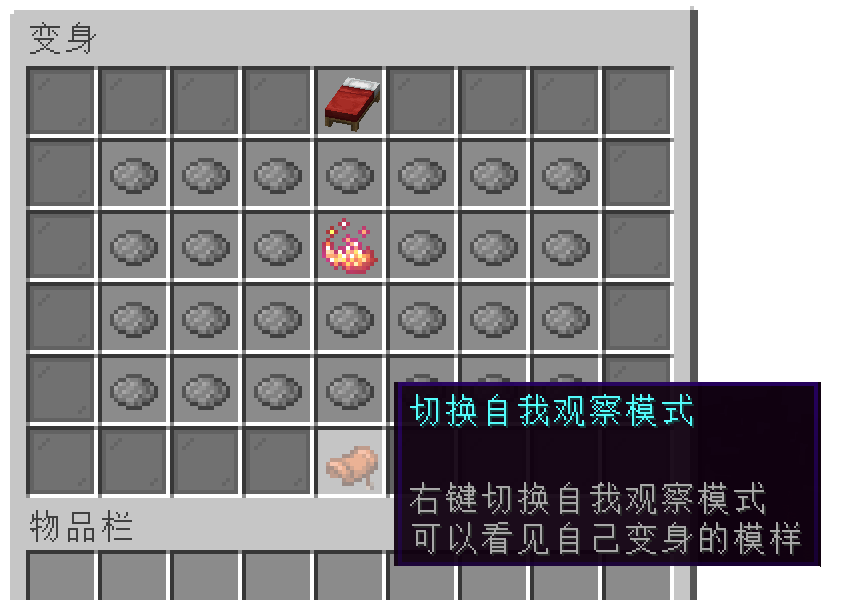 变身
切换自我观察模式
右键切换自我观察模式
可以看见自己变身的模样
物品栏